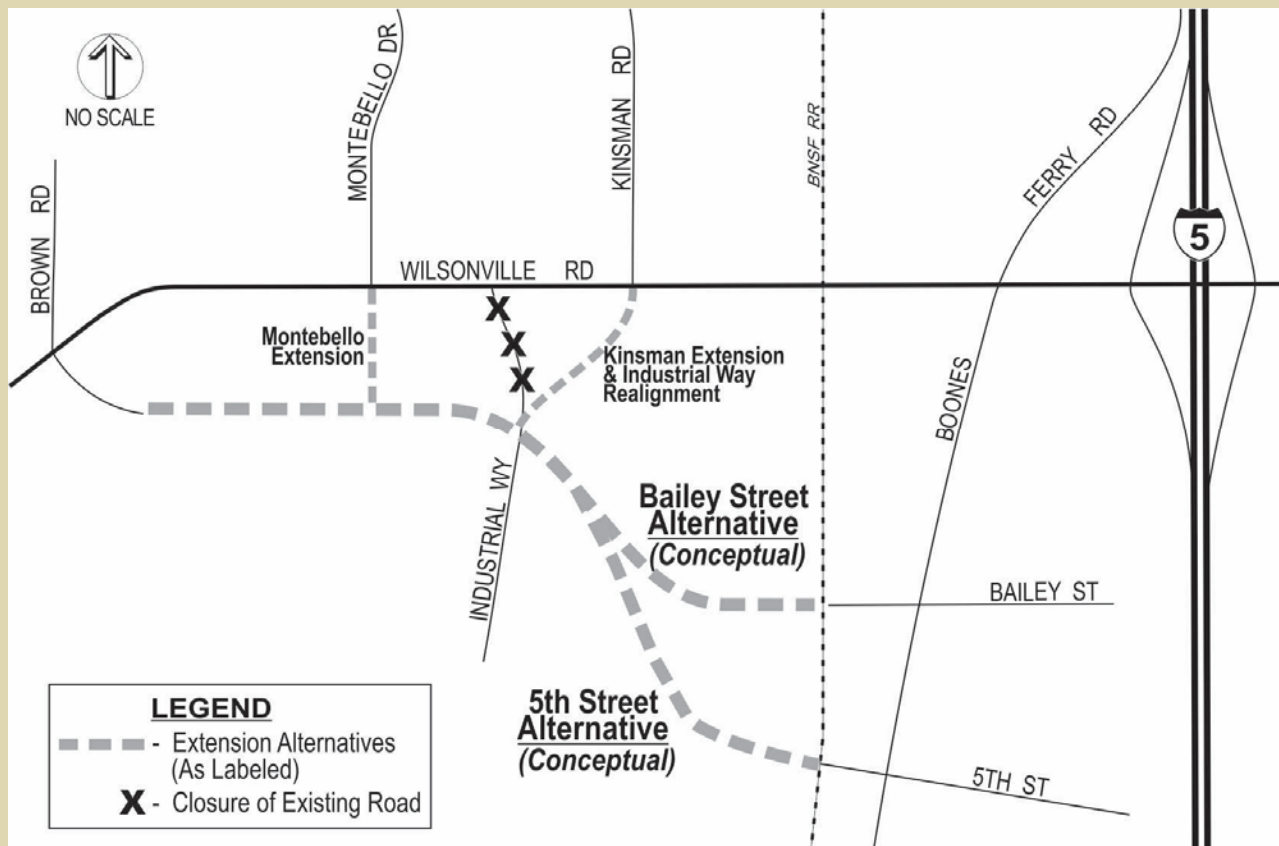 NO SCALE
BROWN RD
MONTEBELLO DR
KINSMAN RD
BNSF RR
FERRY RD
5
WILSONVILLE RD
Montebello
Extension
X
X
X
Kinsman Extension
& Industrial Way
Realignment
BOONES
INDUSTRIAL WY
Bailey Street
Alternative
(Conceptual)
BAILEY ST
5th Street
Alternative
(Conceptual)
5TH ST
LEGEND
- Extension Alternatives
(As Labeled)
X - Closure of Existing Road